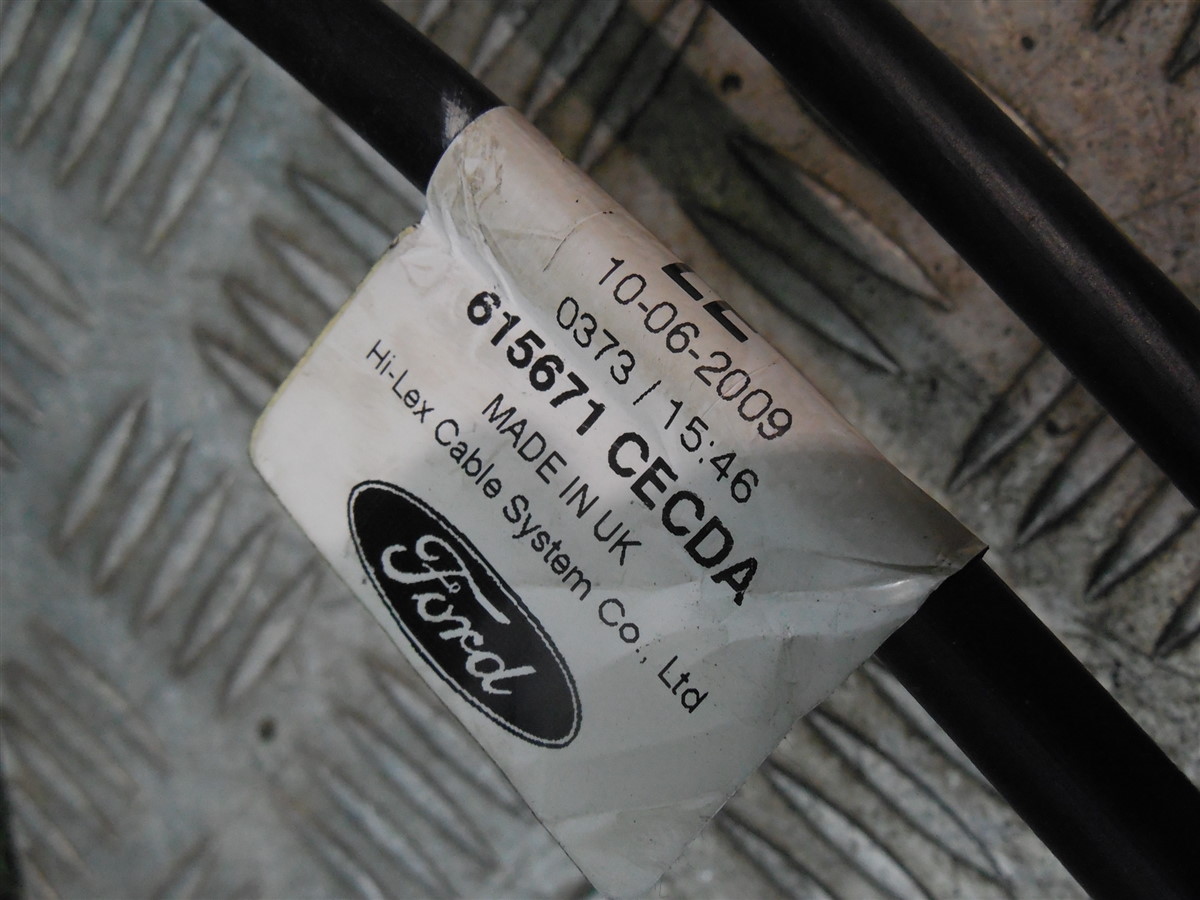 10-06-2009
0373 / 15:46
615671 CECDA
MADE IN UK
Hi-Lex Cable System Co., Ltd
Ford